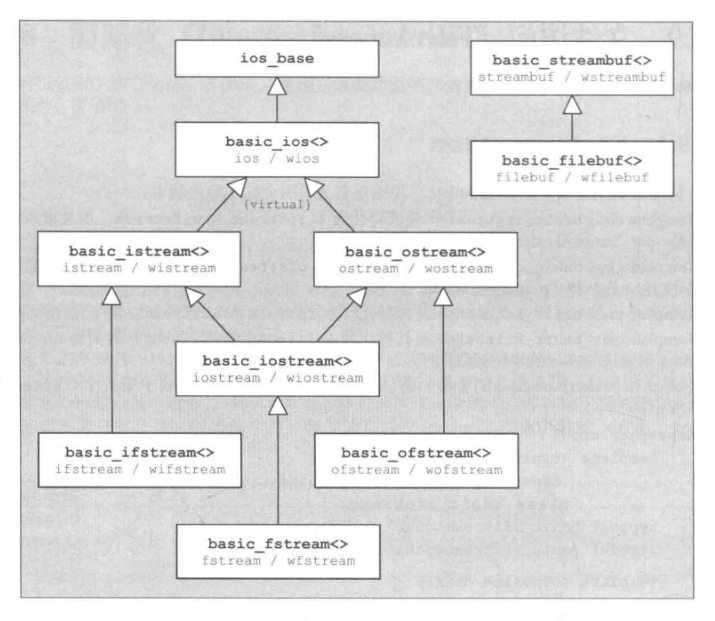 ios_base
basic_streambuf<>
streambuf / wstreambuf
basic_ios<>
ios / wios
basic_filebuf<>
filebuf / wfilebuf
{virtual}
basic_istream<>
istream / wistream
basic_ostream<>
ostream / wostream
basic_iostream<>
iostream / wiostream
basic_ifstream<>
ifstream / wifstream
basic_ofstream<>
ofstream / wofstream
basic_fstream<>
fstream / wfstream